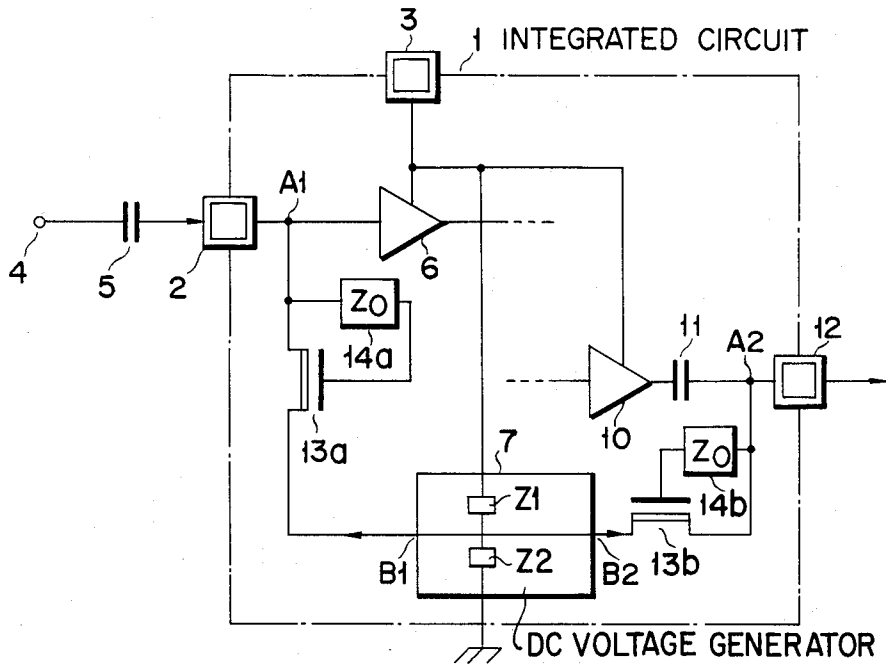 3
1 INTEGRATED CIRCUIT
A1
4
5
2
6
Z0
14a
11
A2
12
13a
10
7
Z0
14b
Z1
B1
Z2
B2
13b
DC VOLTAGE GENERATOR